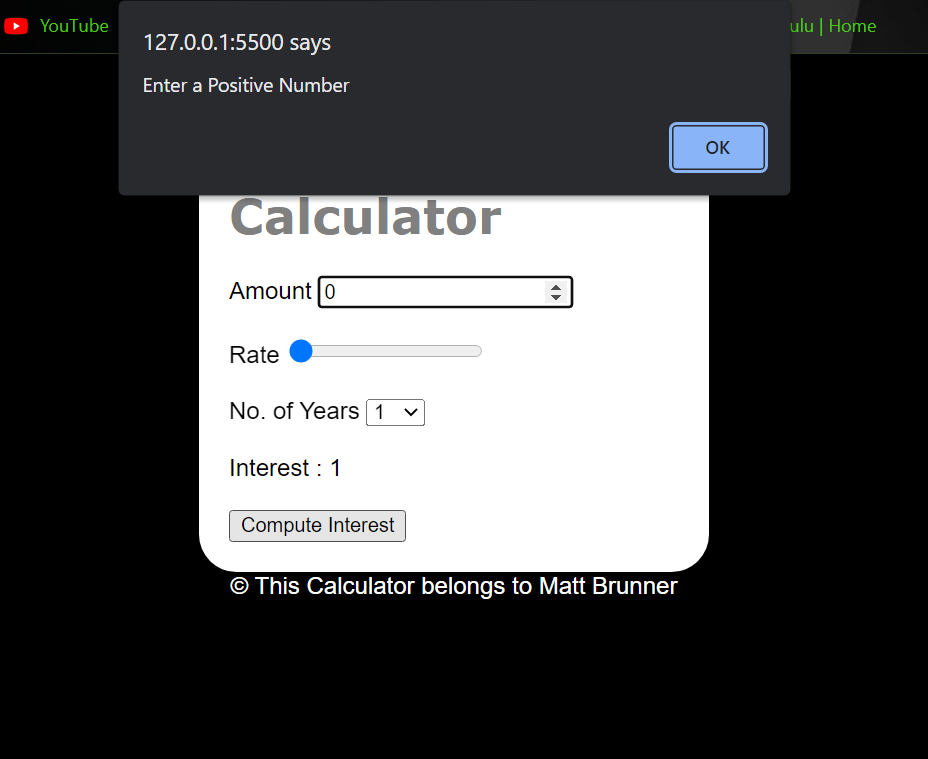 YouTube
ulu | Home
127.0.0.1:5500 says
Enter a Positive Number
OK
Calculator
Amount 0
Rate
No. of Years 1
Interest : 1
Compute Interest
© This Calculator belongs to Matt Brunner